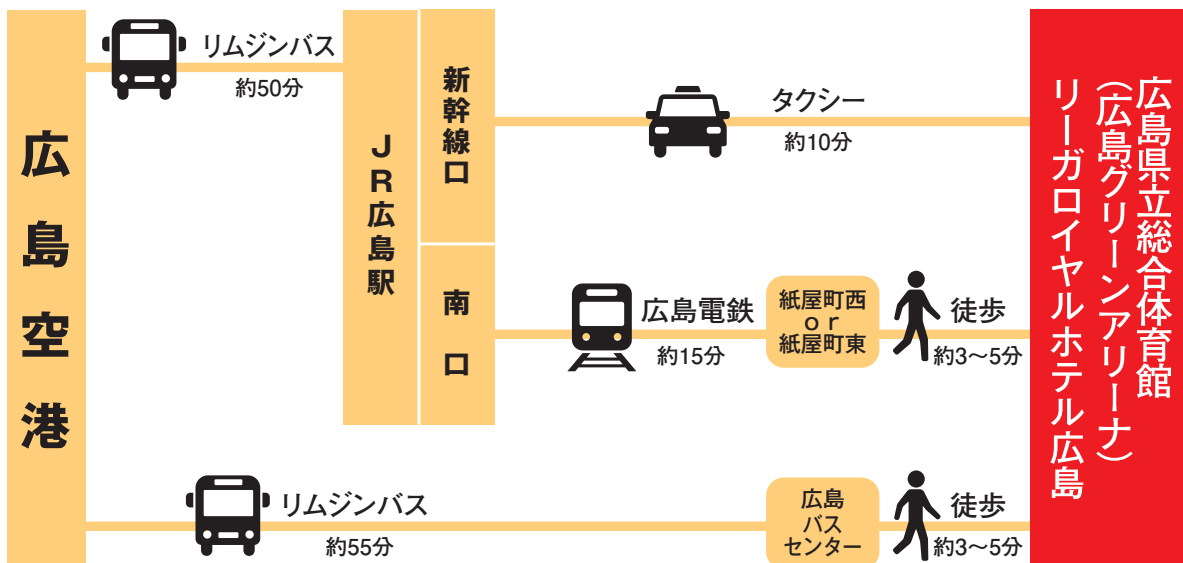 広島空港
リムジンバス
約50分
JR広島駅
新幹線口
タクシー
約10分
南口
広島電鉄
約15分
紙屋町西
or
紙屋町東
徒歩
約3〜5分
リムジンバス
約55分
広島
バス
センター
徒歩
約3〜5分
広島県立総合体育館
(広島グリーンアリーナ)
リーガロイヤルホテル広島